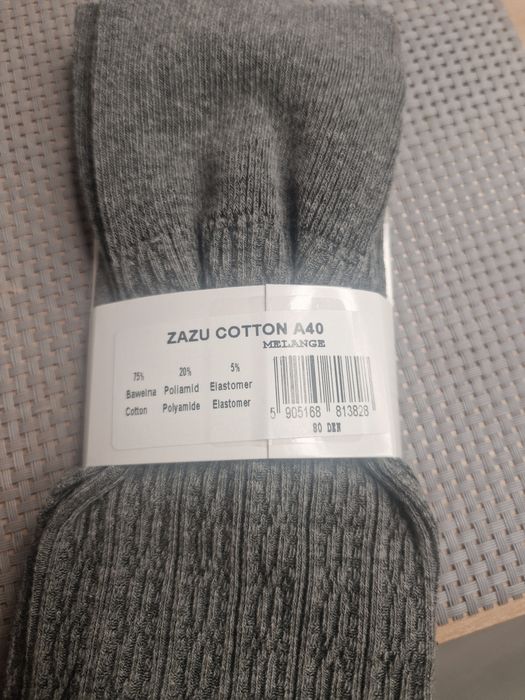 ZAZU COTTON A40
MELANGE
75% 20% 5%
Bawełna Poliamid Elastomer
Cotton Polyamide Elastomer
5 905168 813828
80 DEN